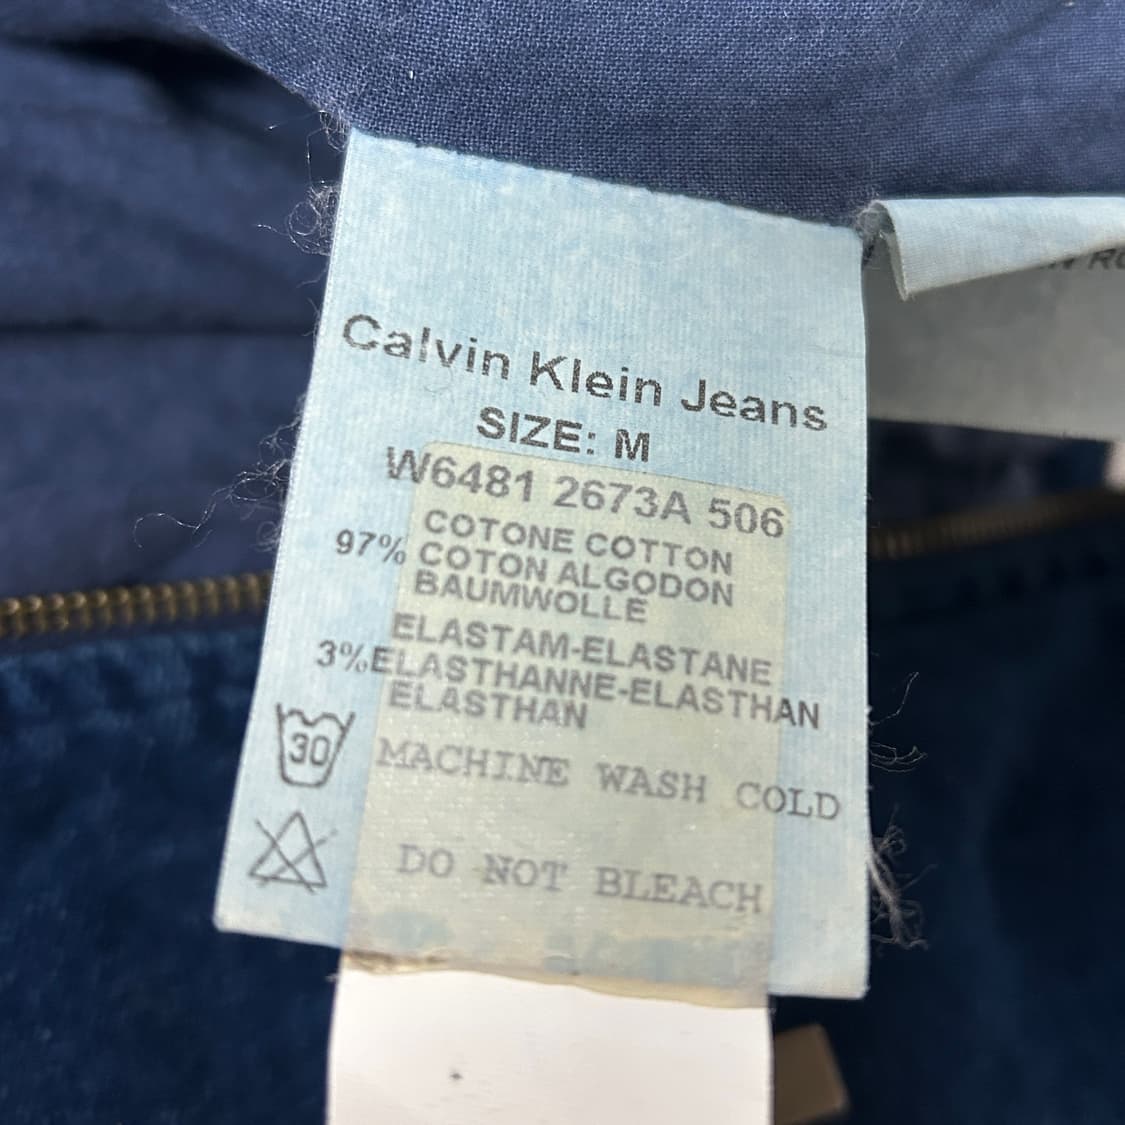 Calvin Klein Jeans
SIZE: M
W6481 2673A 506
COTONE COTTON
97% COTON ALGODON
BAUMWOLLE
ELASTAM-ELASTANE
3%ELASTHANNE-ELASTHAN
ELASTHAN
30 MACHINE WASH COLD
DO NOT BLEACH